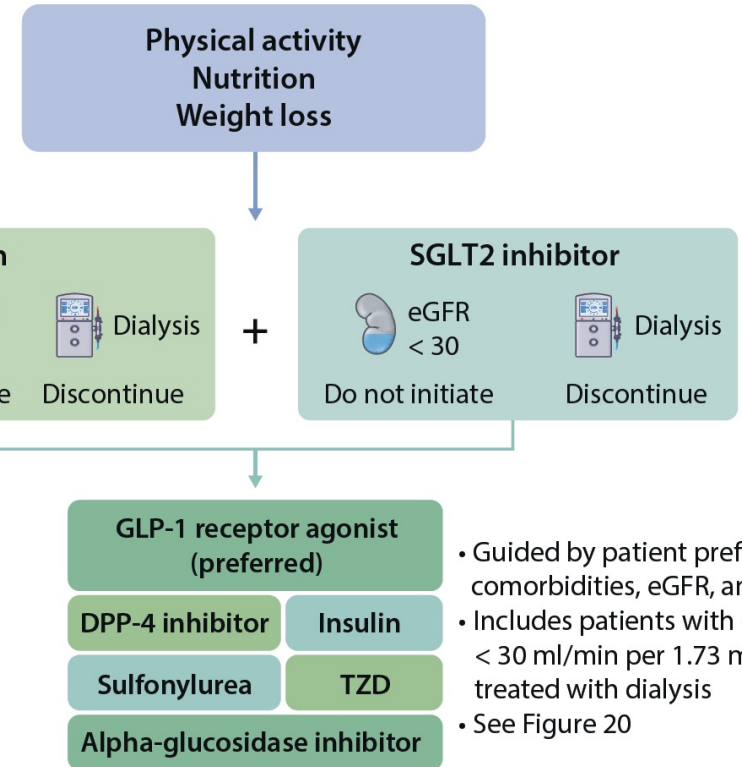 Physical activity
Nutrition
Weight loss
Dialysis
Discontinue
+
SGLT2 inhibitor
eGFR
< 30
Do not initiate
Dialysis
Discontinue
GLP-1 receptor agonist
(preferred)
DPP-4 inhibitor
Insulin
Sulfonylurea
TZD
Alpha-glucosidase inhibitor
• Guided by patient
comorbidities, eGFR,
• Includes patients with
< 30 ml/min per 1.73
treated with dialysis
• See Figure 20